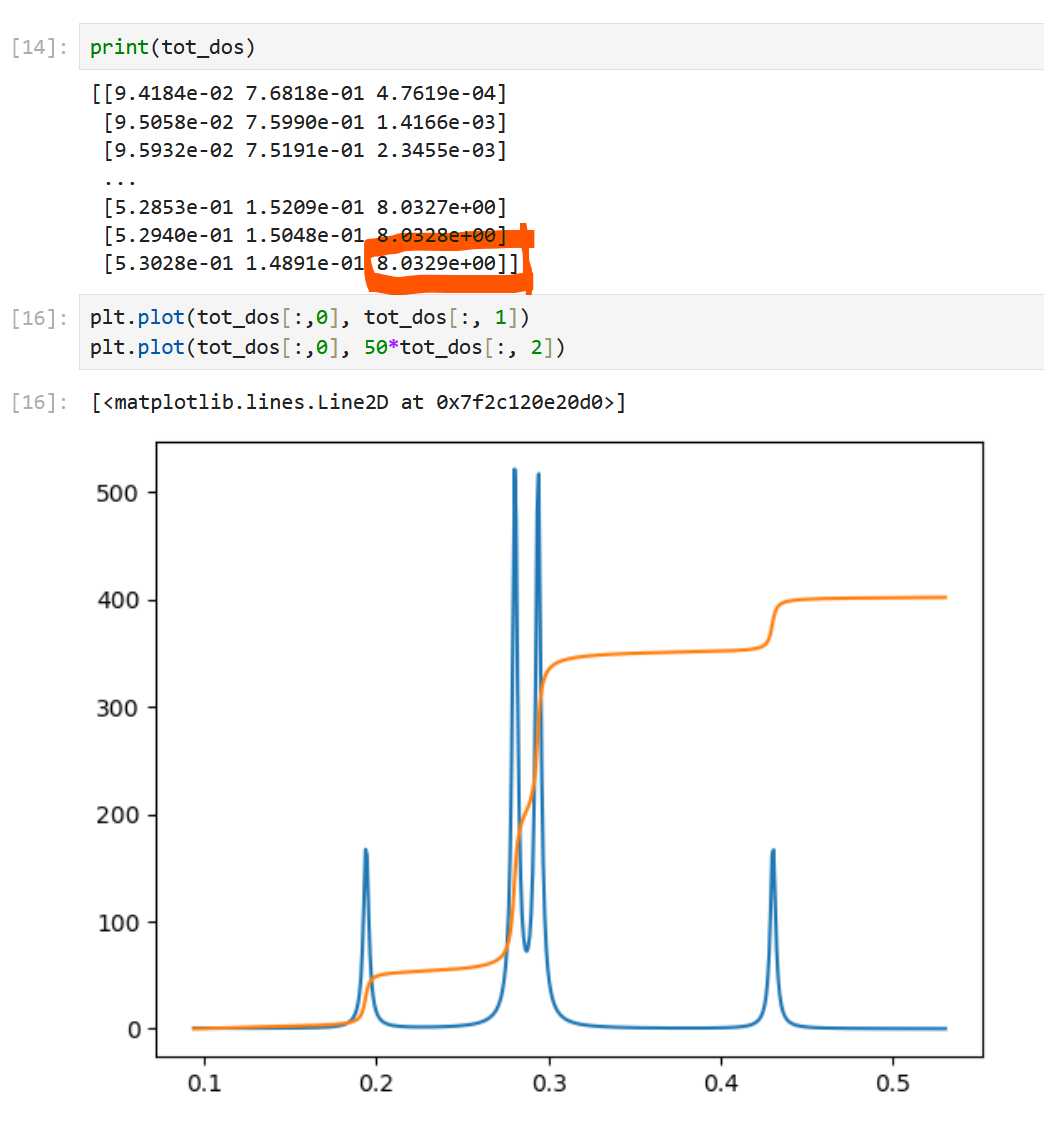 [14]: print(tot_dos)
[[9.4184e-02 7.6818e-01 4.7619e-04]
[9.5058e-02 7.5990e-01 1.4166e-03]
[9.5932e-02 7.5191e-01 2.3455e-03]
...
[5.2853e-01 1.5209e-01 8.0327e+00]
[5.2940e-01 1.5048e-01 8.0328e+00]
[5.3028e-01 1.4891e-01 8.0329e+00]]
[16]: plt.plot(tot_dos[:,0], tot_dos[:, 1])
plt.plot(tot_dos[:,0], 50*tot_dos[:, 2])
[16]: [<matplotlib.lines.Line2D at 0x7f2c120e20d0>]
500
400
300
200
100
0
0.1 0.2 0.3 0.4 0.5